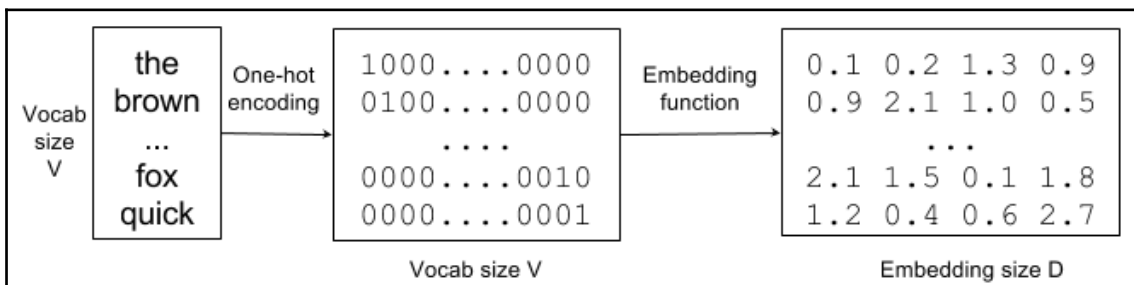 Vocab
size
V
the
brown
...
fox
quick
One-hot
encoding
1000....0000
0100....0000
....
0000....0010
0000....0001
Vocab size V
Embedding
function
0.1 0.2 1.3 0.9
0.9 2.1 1.0 0.5
...
2.1 1.5 0.1 1.8
1.2 0.4 0.6 2.7
Embedding size D